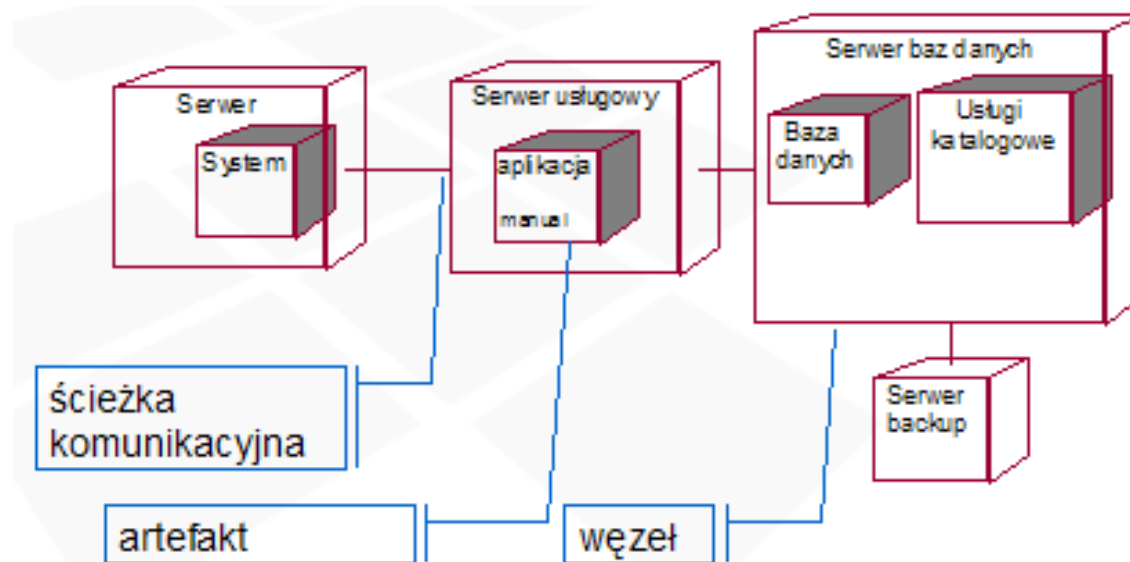 Serwer
System
Serwer usługowy
aplikacja
manual
Serwer baz danych
Baza
danych
Usługi
katalogowe
Serwer
backup
ścieżka
komunikacyjna
artefakt
węzeł